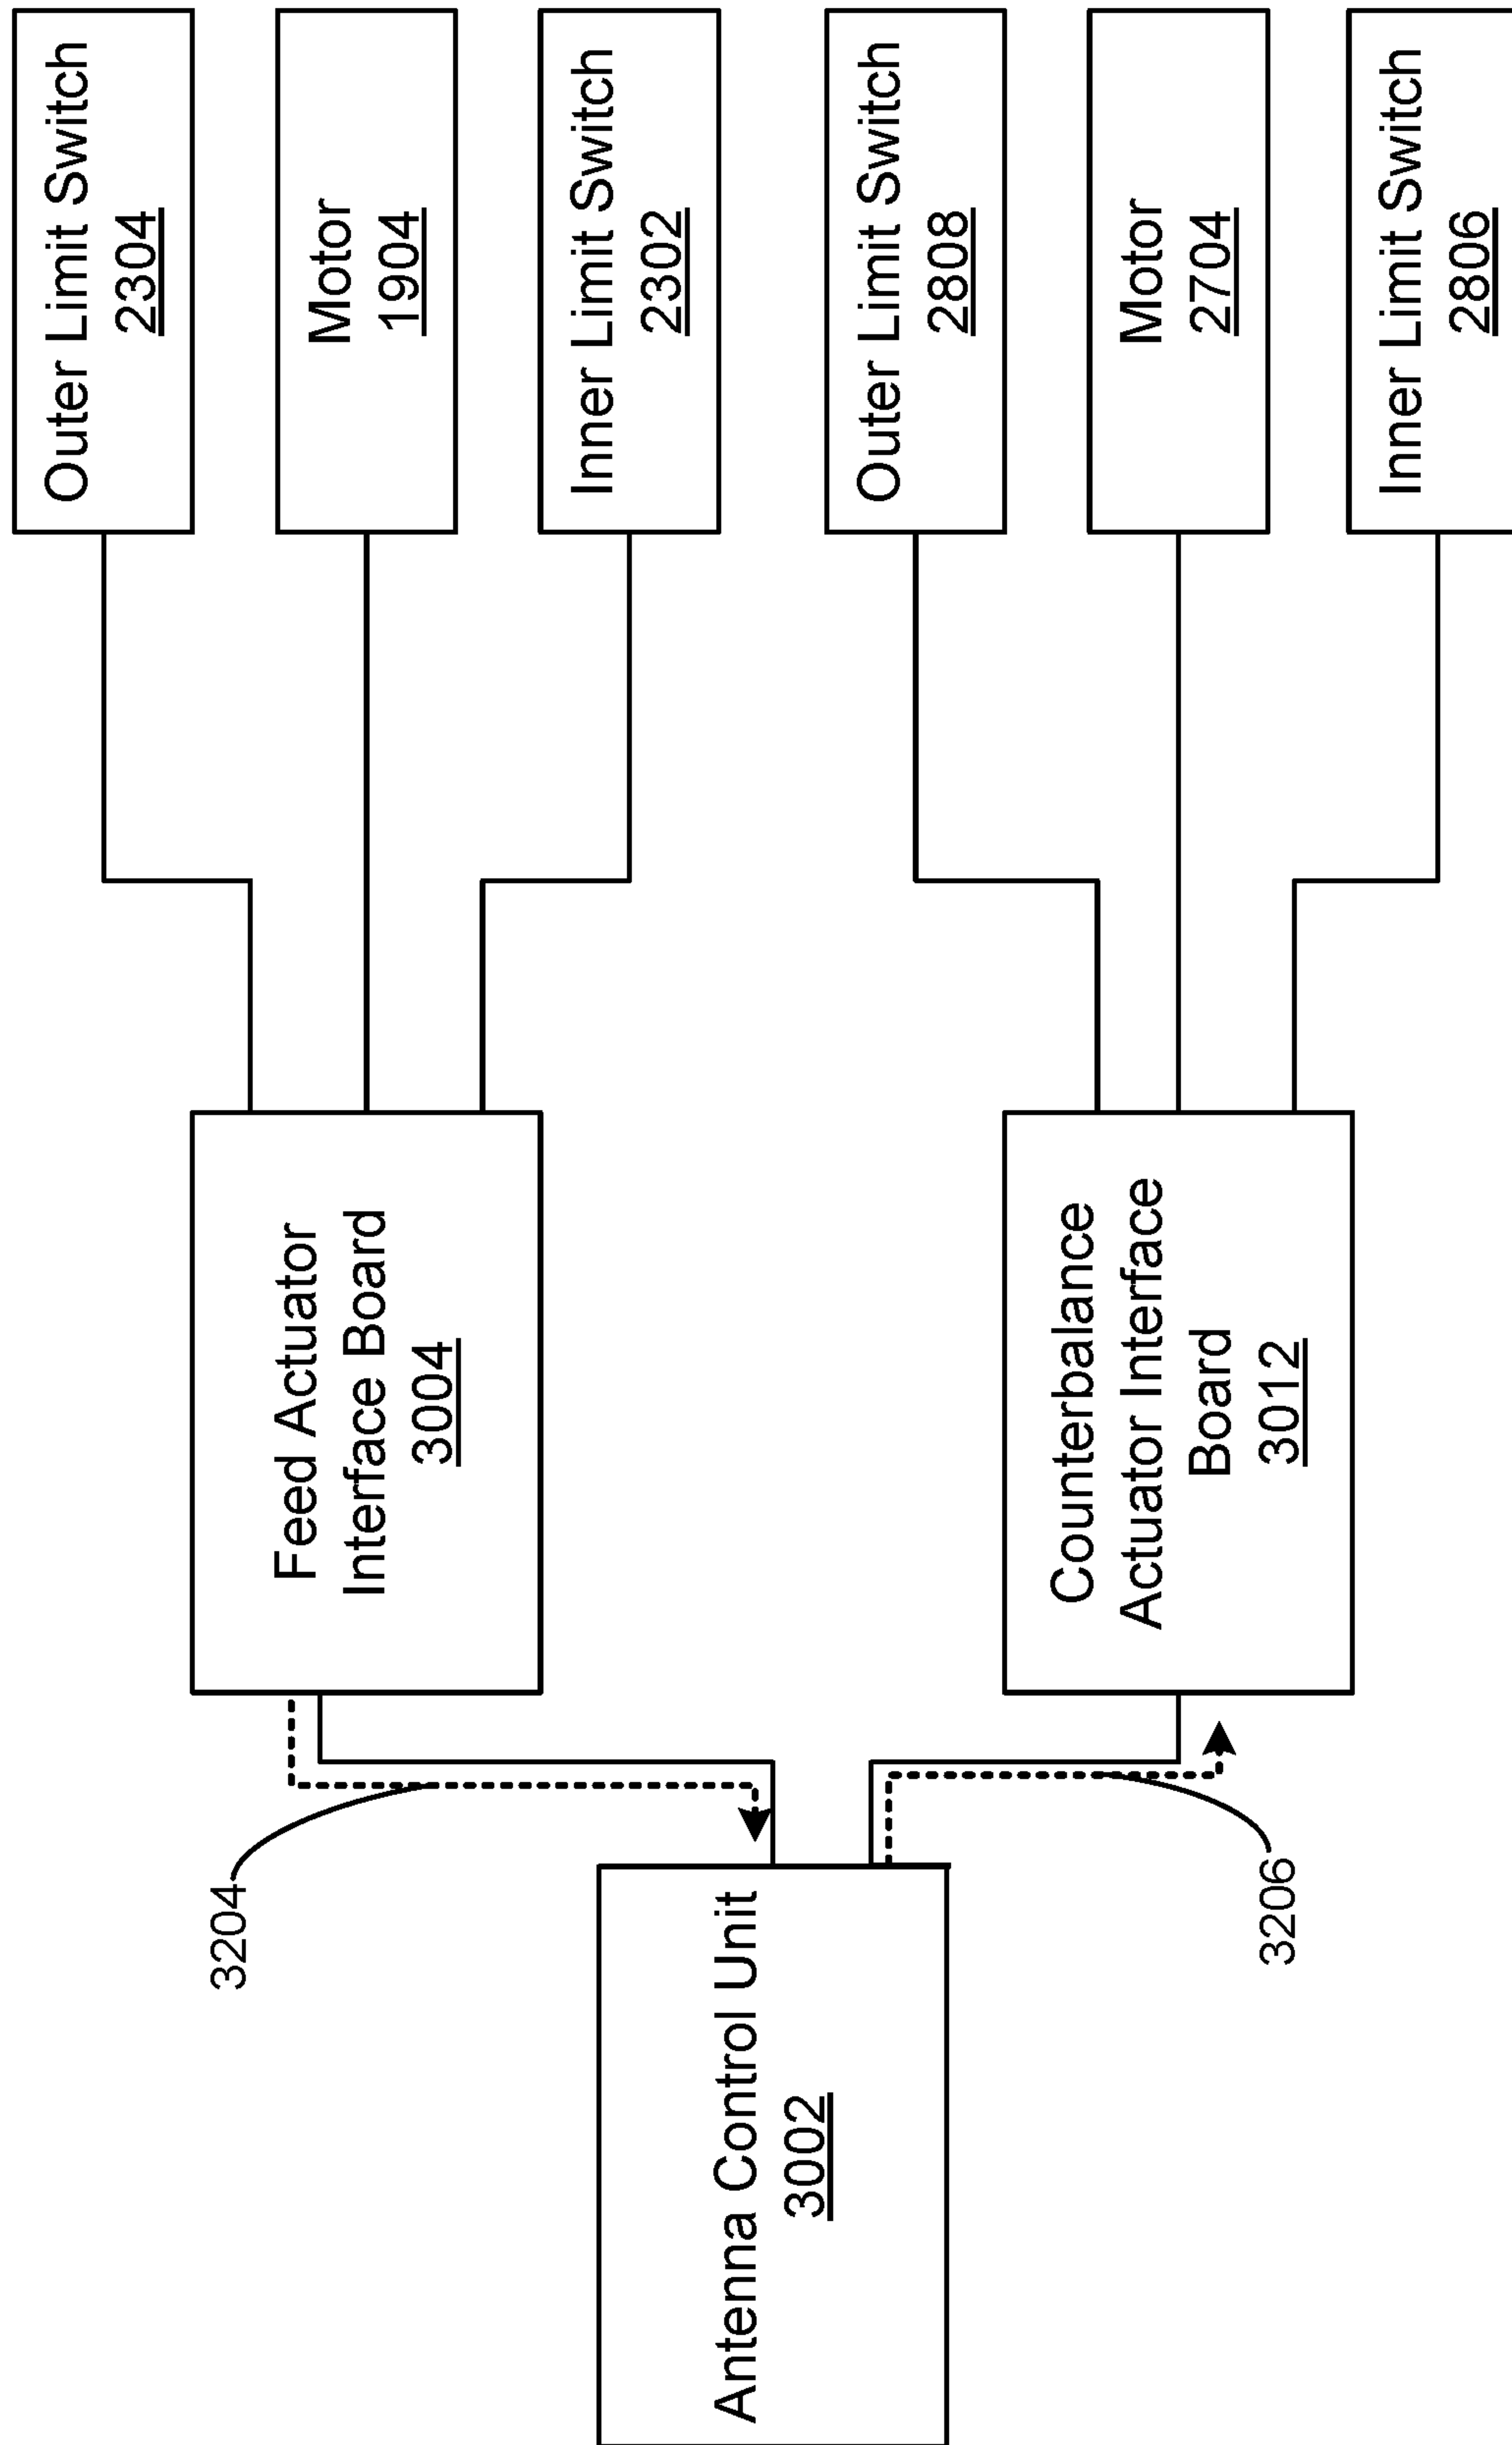 Antenna Control Unit
3002
3204
3206
Feed Actuator
Interface Board
3004
Counterbalance
Actuator Interface
Board
3012
Outer Limit Switch
2304
Motor
1904
Inner Limit Switch
2302
Outer Limit Switch
2808
Motor
2704
Inner Limit Switch
2806